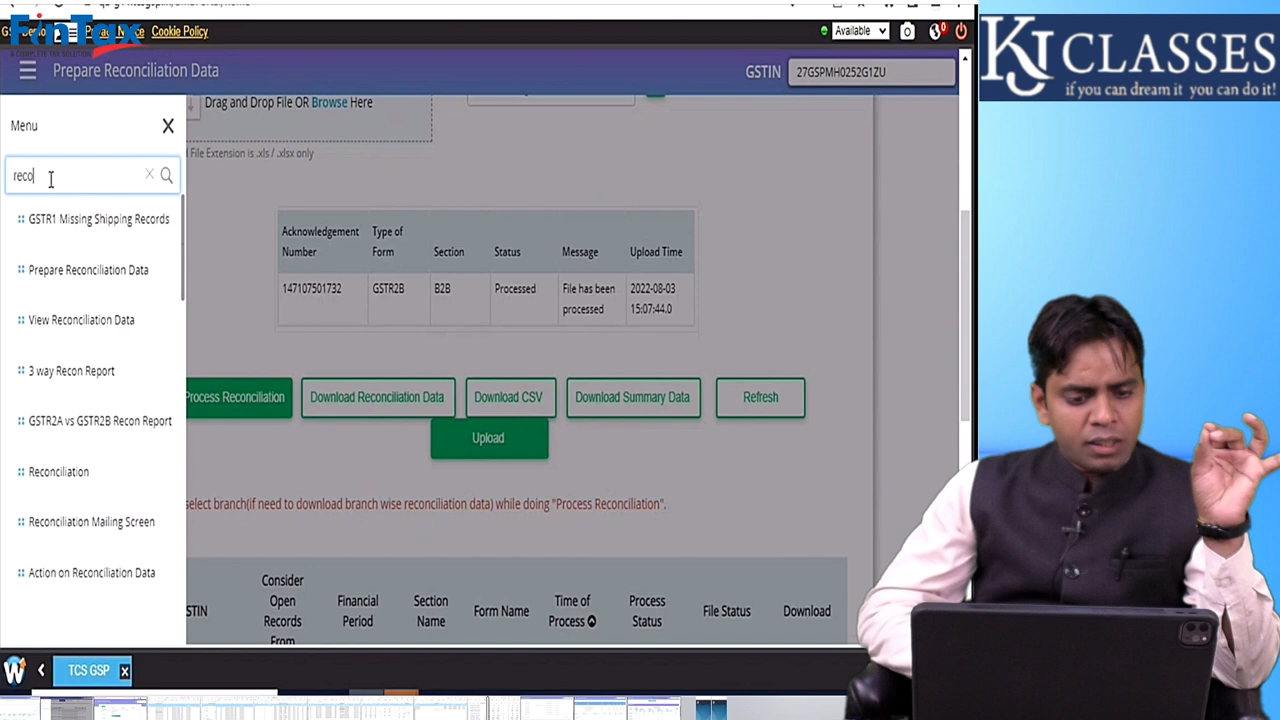 FinTax
A COMPLETE TAX SOLUTION
Cookie Policy
Available
0
KJ CLASSES
if you can dream it you can do it!
Prepare Reconciliation Data
GSTIN
27GSPMH0252G1ZU
Menu
reco
GSTR1 Missing Shipping Records
Prepare Reconciliation Data
View Reconciliation Data
3 way Recon Report
GSTR2A vs GSTR2B Recon Report
Reconciliation
Reconciliation Mailing Screen
Action on Reconciliation Data
Drag and Drop File OR Browse Here
File Extension is .xls / .xlsx only
Acknowledgement Number
Type of Form
Section
Status
Message
Upload Time
147107501732
GSTR2B
B2B
Processed
File has been processed
2022-08-03 15:07:44.0
Process Reconciliation
Download Reconciliation Data
Download CSV
Download Summary Data
Refresh
Upload
select branch(if need to download branch wise reconciliation data) while doing "Process Reconciliation".
Consider Open Records From
Financial Period
Section Name
Form Name
Time of Process
Process Status
File Status
Download
TCS GSP